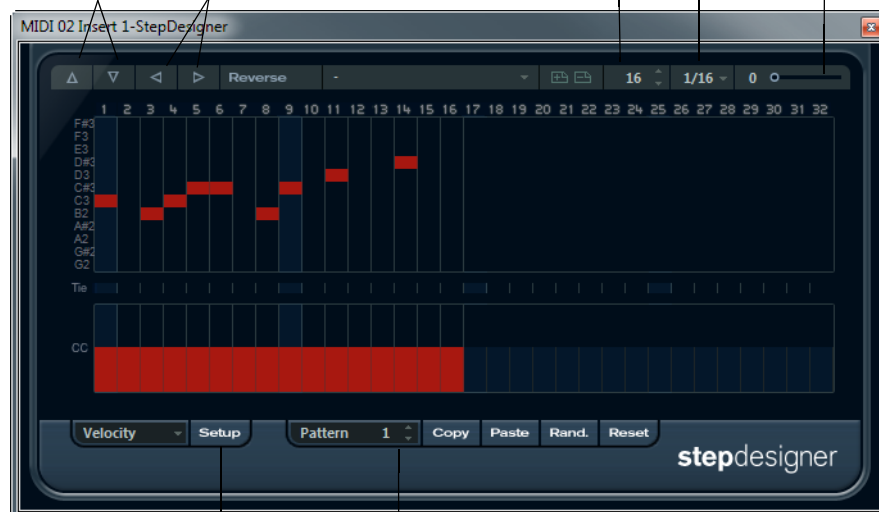 MIDI 02 Insert 1-StepDesigner
Reverse - 16 1/16 0
1 2 3 4 5 6 7 8 9 10 11 12 13 14 15 16 17 18 19 20 21 22 23 24 25 26 27 28 29 30 31 32
F#3
F3
E3
D#3
D3
C#3
C3
B2
A#2
A2
G#2
G2
Tie
CC
Velocity Setup Pattern 1 Copy Paste Rand. Reset
stepdesigner